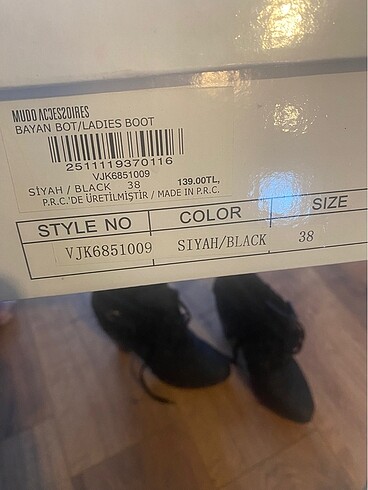 MUDO ACCESSOIRES
BAYAN BOT/LADIES BOOT
2511119370116
VJK6851009
SİYAH / BLACK 38 139.00TL,
P.R.C.'DE ÜRETİLMİŞTİR / MADE IN P.R.C.
STYLE NO COLOR SIZE
VJK6851009 SIYAH/BLACK 38